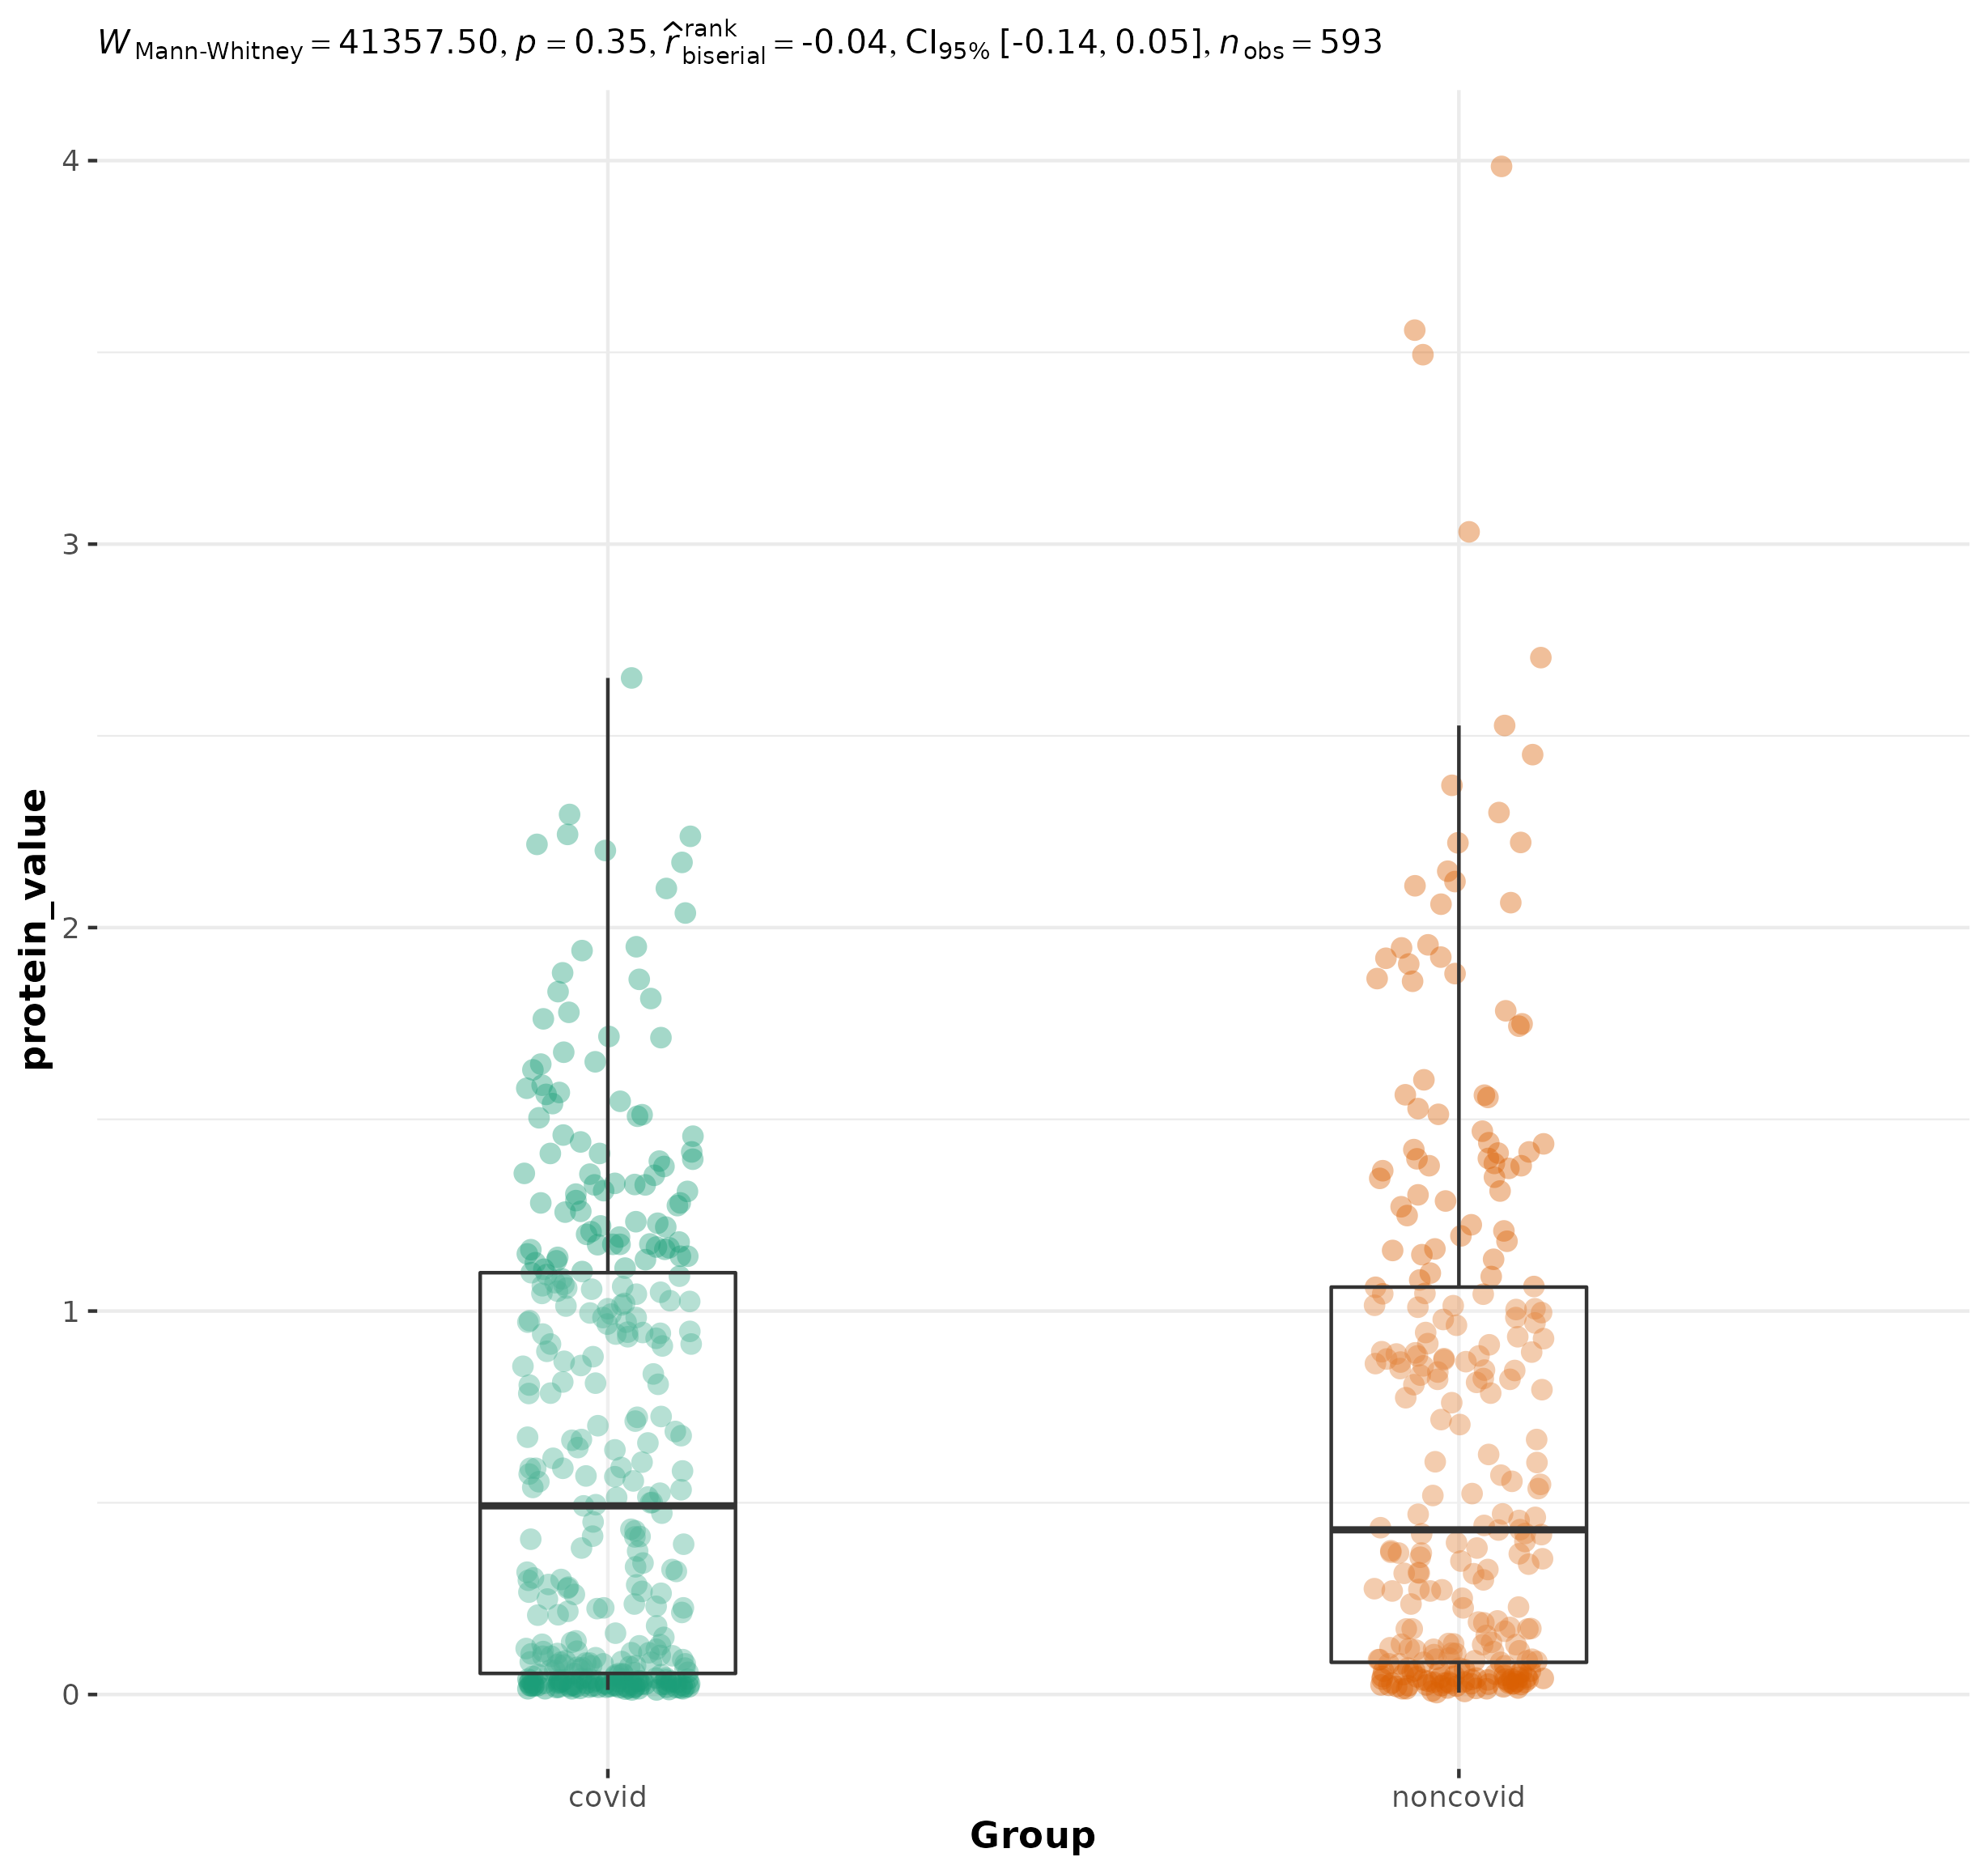 W Mann-Whitney = 41357.50, p = 0.35, r̂ rank biserial = -0.04, CI95% [-0.14, 0.05], n obs = 593
4
3
2
1
0
protein_value
covid noncovid
Group